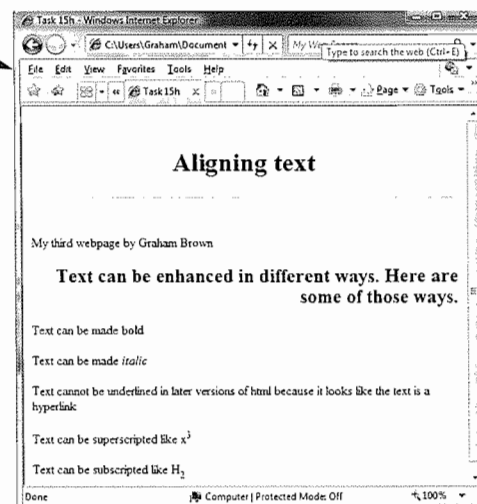 Task 15h - Windows Internet Explorer
C:\Users\Graham\Document
Type to search the web (Ctrl+E)
File Edit View Favorites Tools Help
Task 15h Page Tools
Aligning text
My third webpage by Graham Brown
Text can be enhanced in different ways. Here are
some of those ways.
Text can be made bold
Text can be made italic
Text cannot be underlined in later versions of html because it looks like the text is a
hyperlink
Text can be superscripted like x³
Text can be subscripted like H₂
Done Computer | Protected Mode: Off 100%